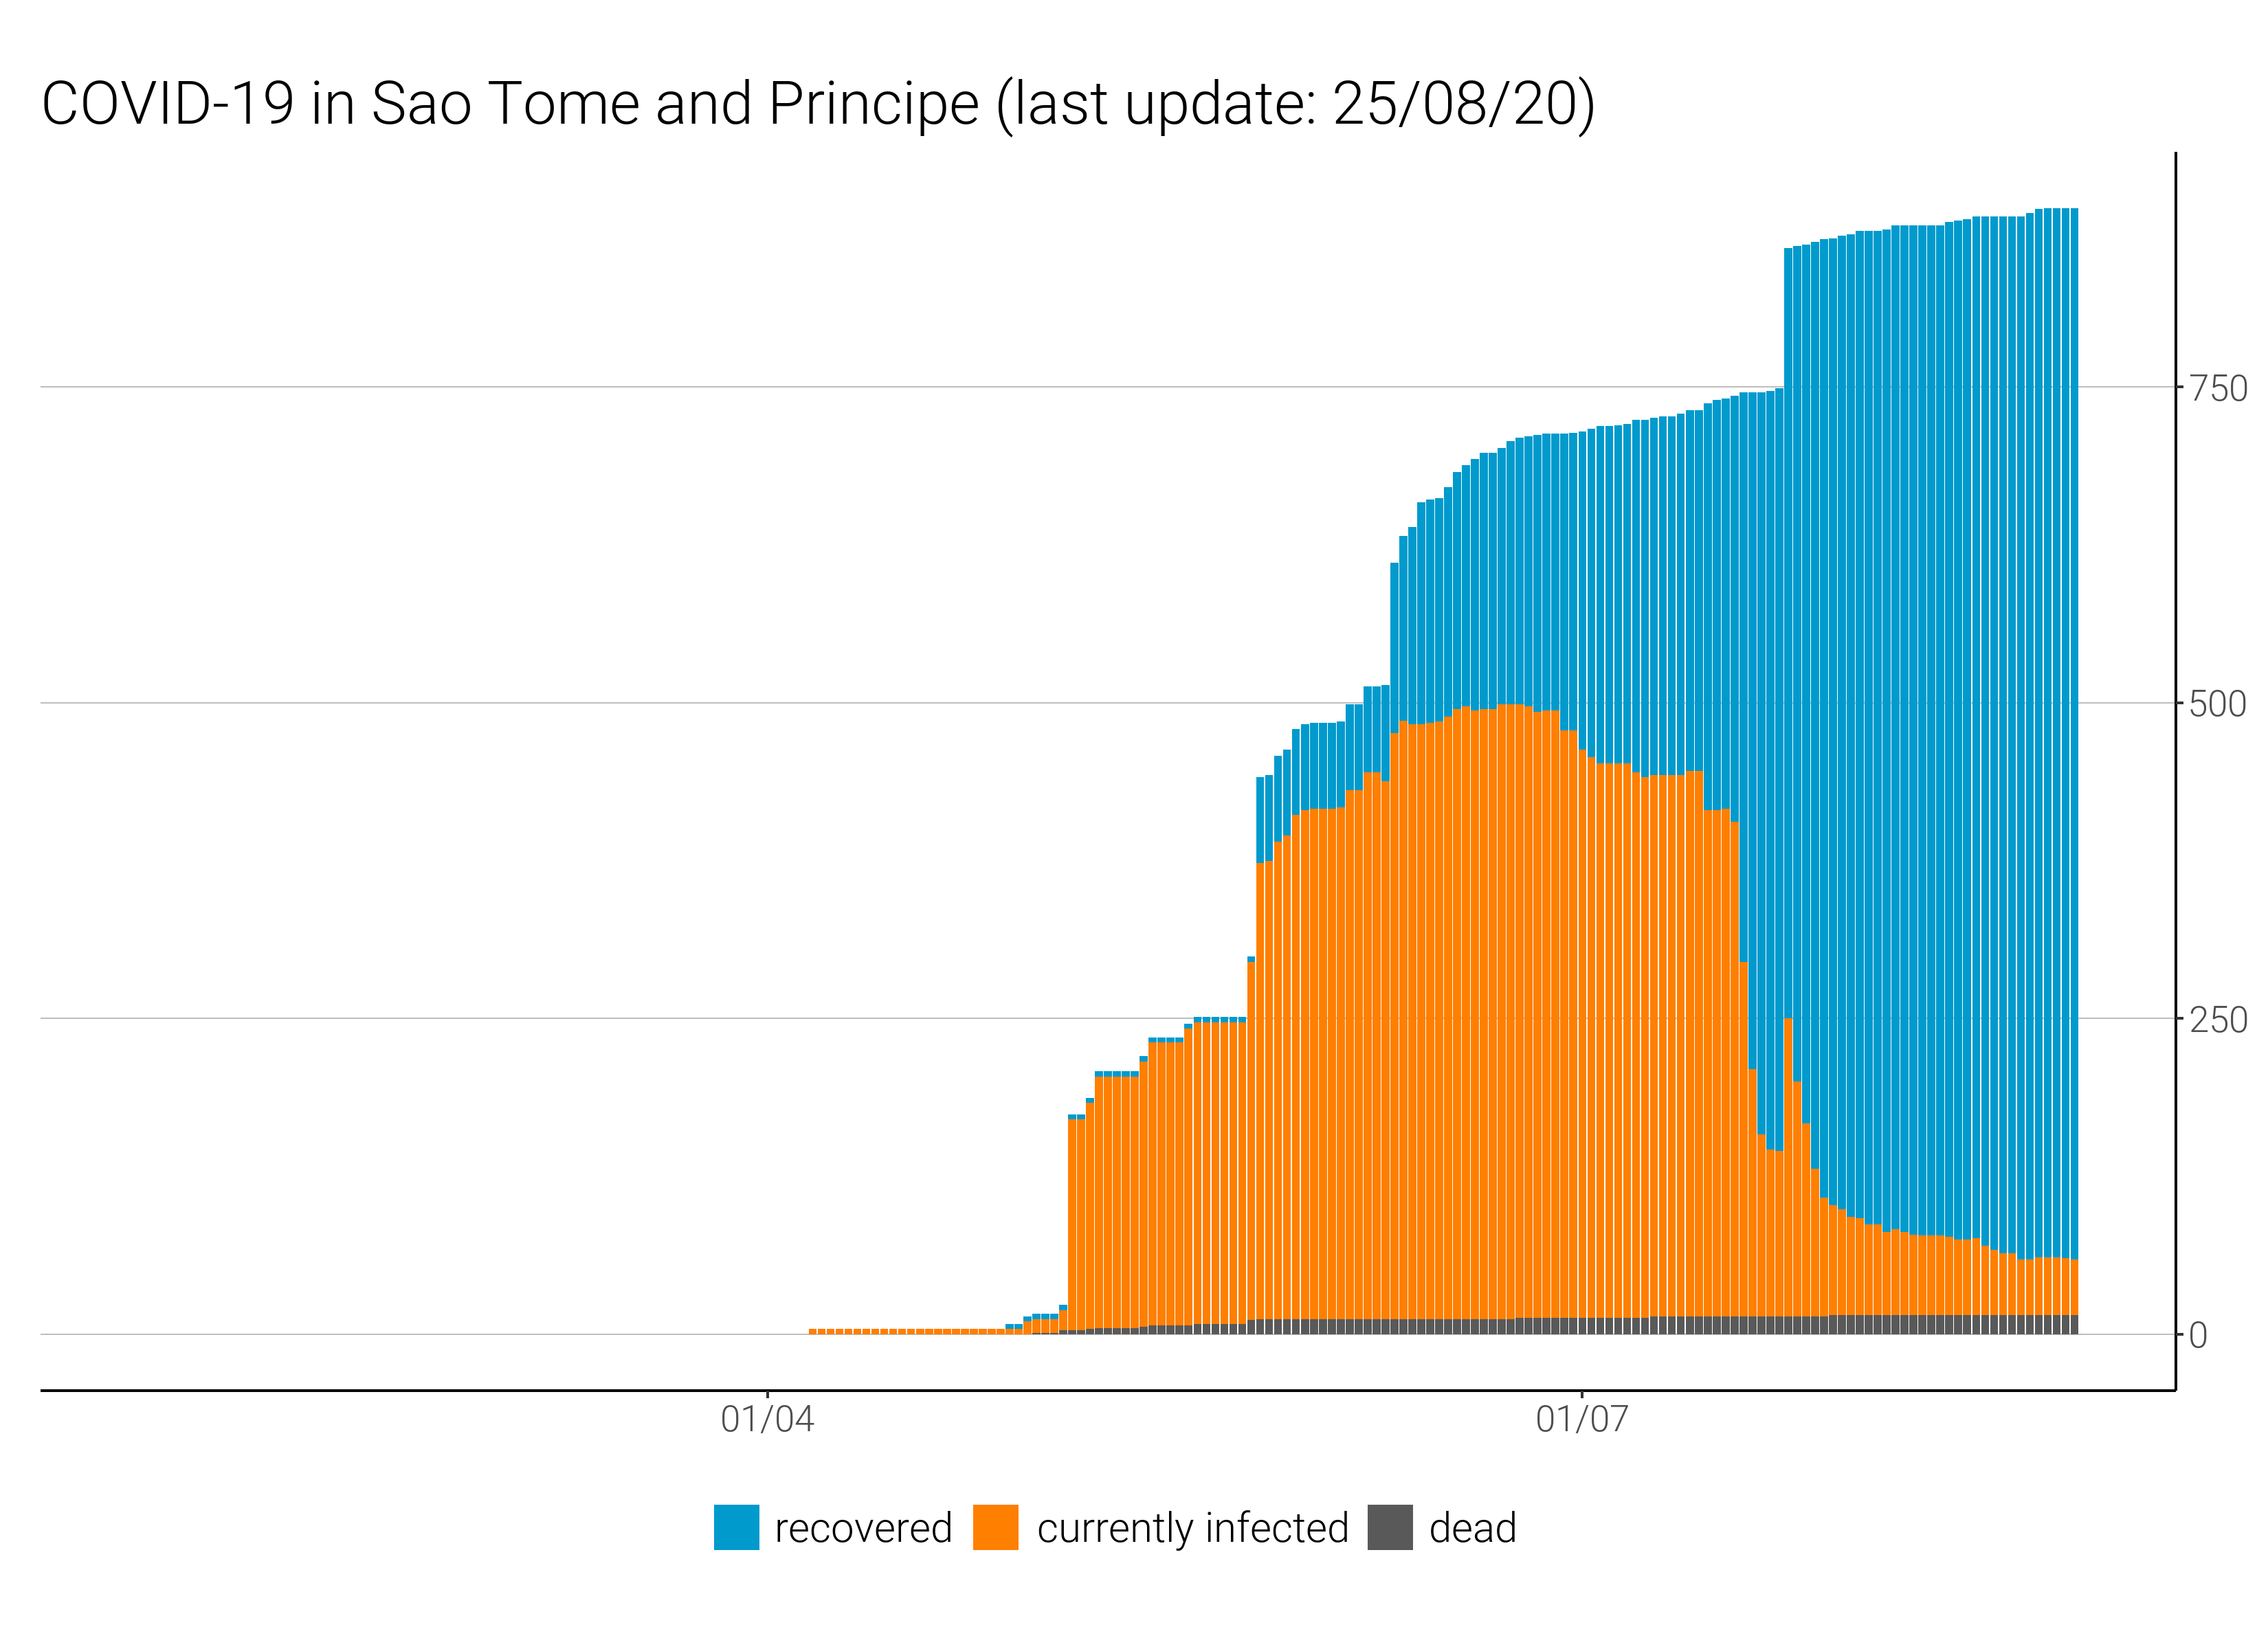 COVID-19 in Sao Tome and Principe (last update: 25/08/20)
750
500
250
0
01/04 01/07
recovered currently infected dead